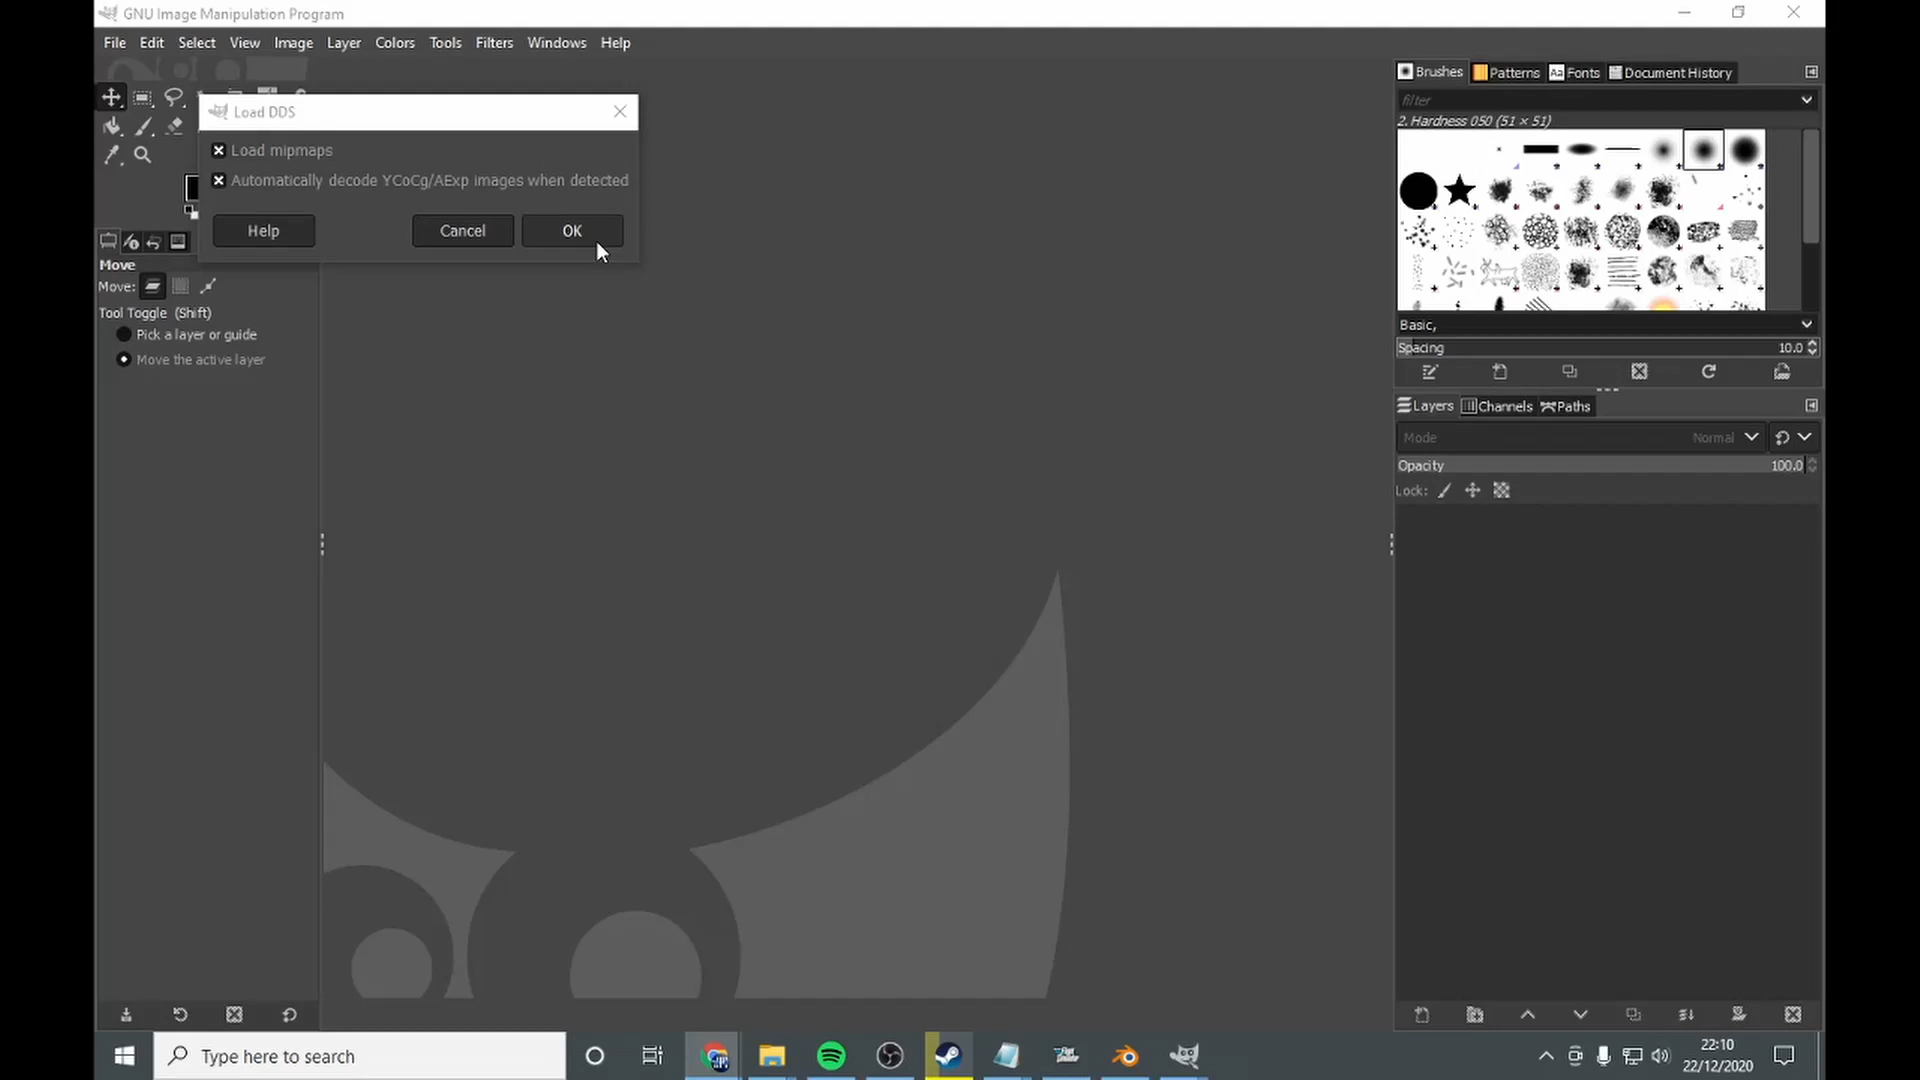 GNU Image Manipulation Program
File Edit Select View Image Layer Colors Tools Filters Windows Help
Load DDS
Load mipmaps
Automatically decode YCoCg/AExp images when detected
Help Cancel OK
Move
Move:
Tool Toggle (Shift)
Pick a layer or guide
Move the active layer
Brushes Aa Patterns Fonts Document History
filter
2. Hardness 050 (51 × 51)
Basic,
Spacing 10.0
Layers Channels Paths
Mode Normal
Opacity 100.0
Lock:
Type here to search
22:10
22/12/2020